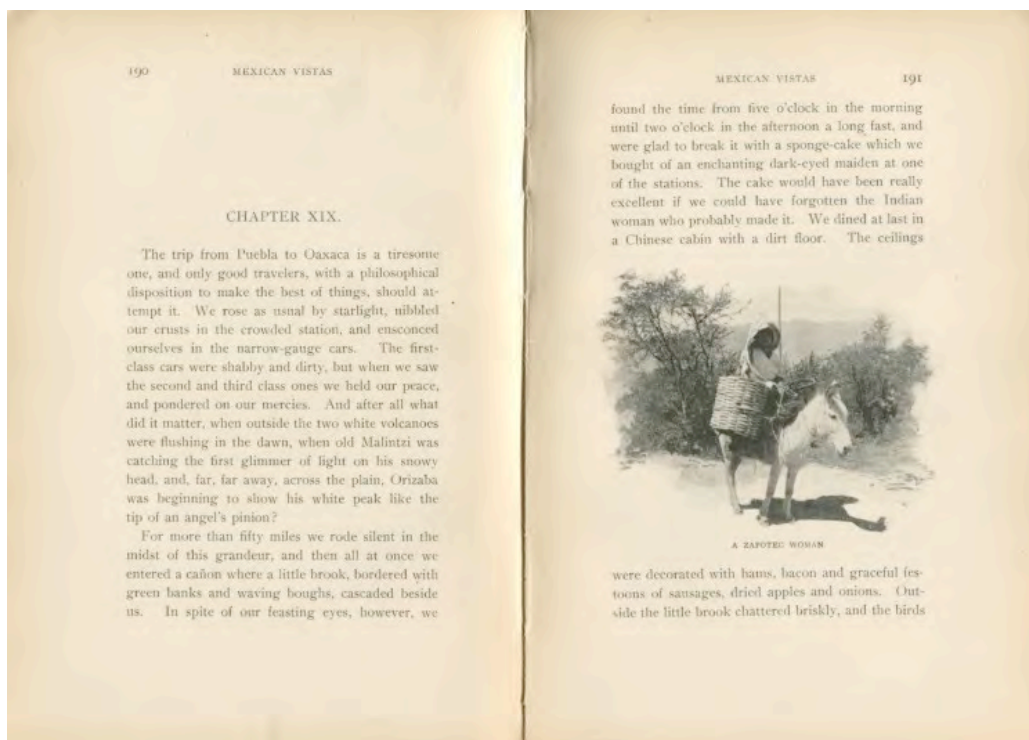 190 MEXICAN VISTAS
CHAPTER XIX.
The trip from Puebla to Oaxaca is a tiresome
one, and only good travelers, with a philosophical
disposition to make the best of things, should at-
tempt it. We rose as usual by starlight, nibbled
our crusts in the crowded station, and ensconced
ourselves in the narrow-gauge cars. The first-
class cars were shabby and dirty, but when we saw
the second and third class ones we held our peace,
and pondered on our mercies. And after all what
did it matter, when outside the two white volcanoes
were flushing in the dawn, when old Malintzi was
catching the first glimmer of light on his snowy
head, and, far, far away, across the plain, Orizaba
was beginning to show his white peak like the
tip of an angel's pinion?
For more than fifty miles we rode silent in the
midst of this grandeur, and then all at once we
entered a cañon where a little brook, bordered with
green banks and waving boughs, cascaded beside
us. In spite of our feasting eyes, however, we
MEXICAN VISTAS 191
found the time from five o'clock in the morning
until two o'clock in the afternoon a long fast, and
were glad to break it with a sponge-cake which we
bought of an enchanting dark-eyed maiden at one
of the stations. The cake would have been really
excellent if we could have forgotten the Indian
woman who probably made it. We dined at last in
a Chinese cabin with a dirt floor. The ceilings
A ZAPOTEC WOMAN
were decorated with hams, bacon and graceful fes-
toons of sausages, dried apples and onions. Out-
side the little brook chattered briskly, and the birds